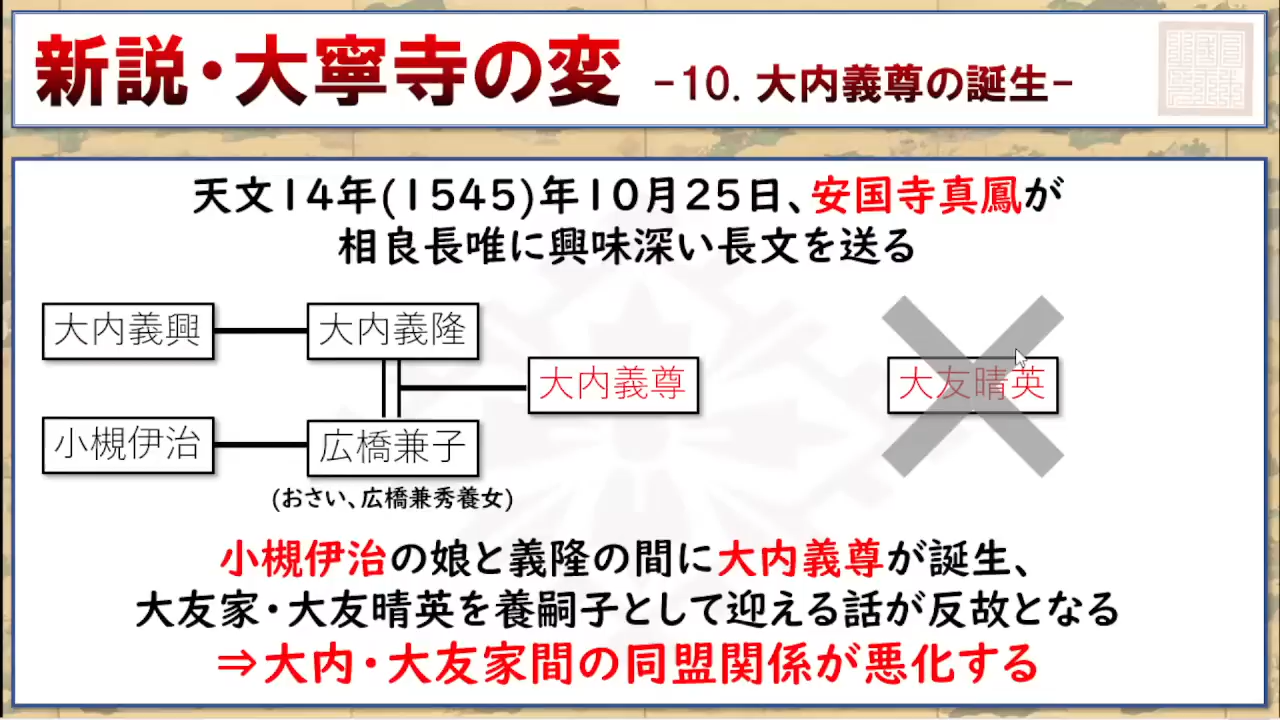 新説・大寧寺の変 -10. 大内義尊の誕生-
天文14年(1545)年10月25日、安国寺真鳳が
相良長唯に興味深い長文を送る
大内義興
大内義隆
大内義尊
大友晴英
小槻伊治
広橋兼子
(おさい、広橋兼秀養女)
小槻伊治の娘と義隆の間に大内義尊が誕生、
大友家・大友晴英を養嗣子として迎える話が反故となる
⇒大内・大友家間の同盟関係が悪化する